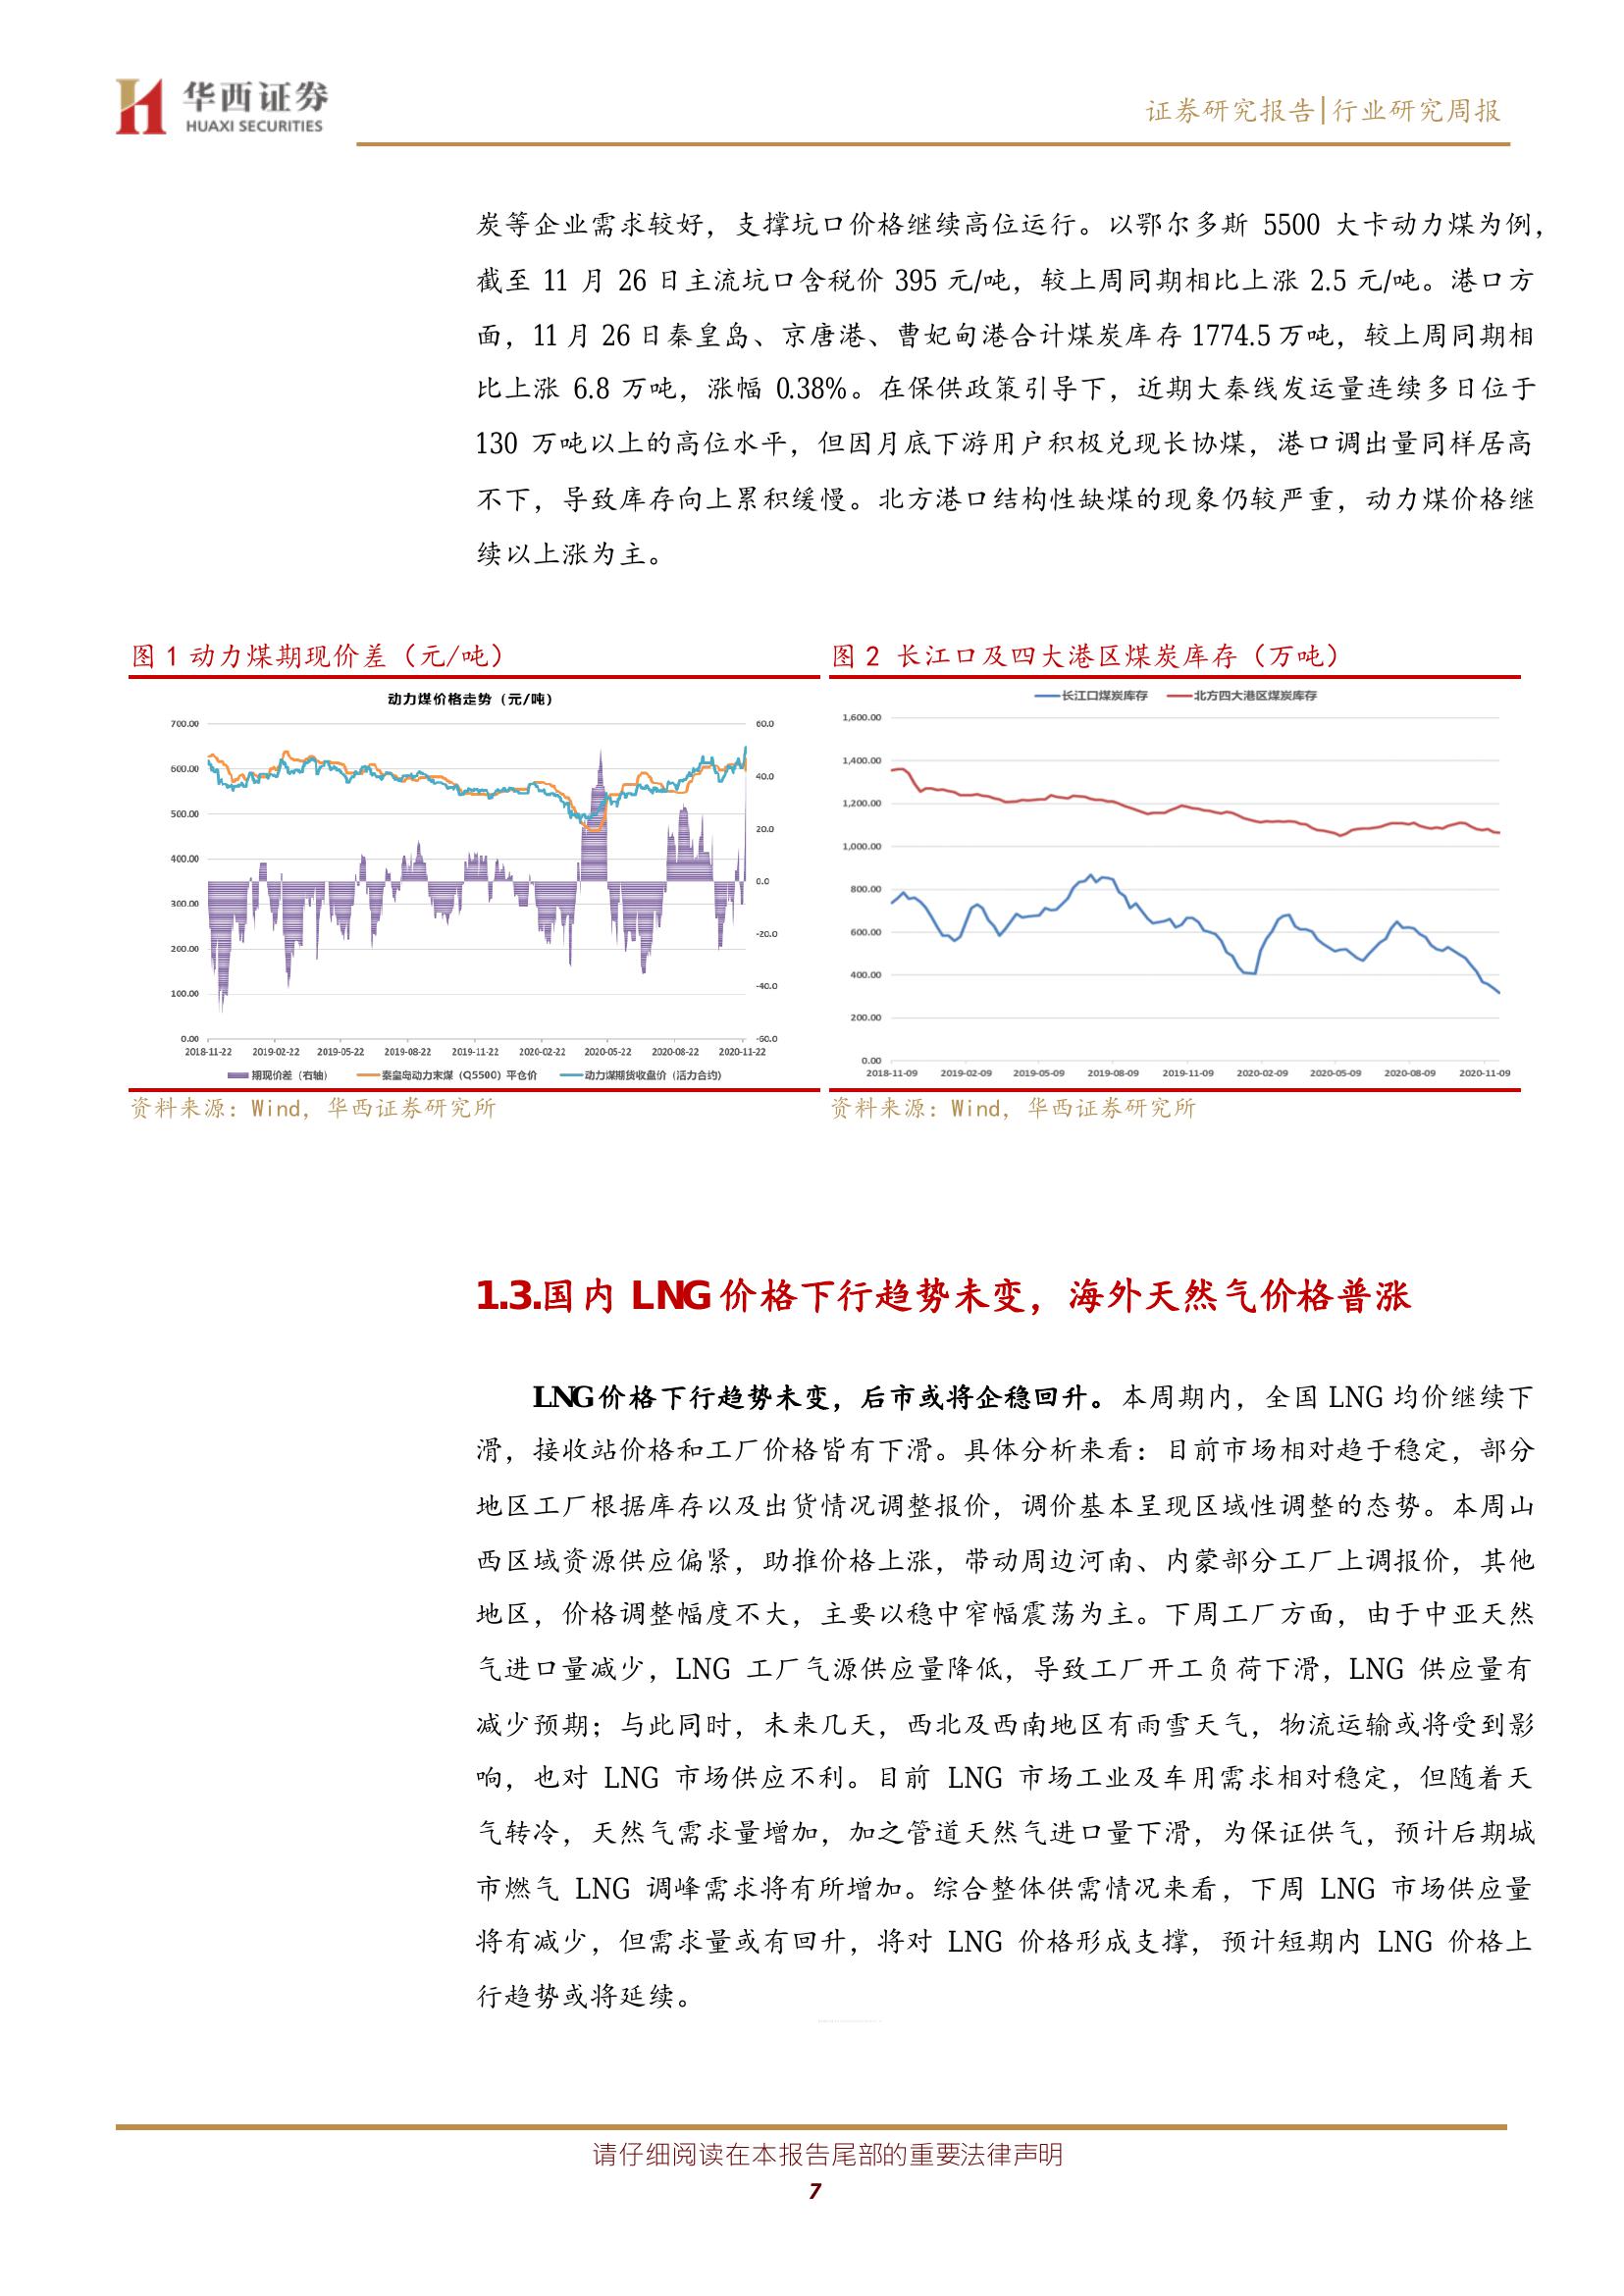 华西证券
HUAXI SECURITIES
证券研究报告|行业研究周报
炭等企业需求较好，支撑坑口价格继续高位运行。以鄂尔多斯 5500 大卡动力煤为例，
截至 11 月 26 日主流坑口含税价 395 元/吨，较上周同期相比上涨 2.5 元/吨。港口方
面，11 月 26 日秦皇岛、京唐港、曹妃甸港合计煤炭库存 1774.5 万吨，较上周同期相
比上涨 6.8 万吨，涨幅 0.38%。在保供政策引导下，近期大秦线发运量连续多日位于
130 万吨以上的高位水平，但因月底下游用户积极兑现长协煤，港口调出量同样居高
不下，导致库存向上累积缓慢。北方港口结构性缺煤的现象仍较严重，动力煤价格继
续以上涨为主。
图 1 动力煤期现价差（元/吨）
动力煤价格走势（元/吨）
700.00
600.00
500.00
400.00
300.00
200.00
100.00
0.00
60.0
40.0
20.0
0.0
-20.0
-40.0
-60.0
2018-11-22 2019-02-22 2019-05-22 2019-08-22 2019-11-22 2020-02-22 2020-05-22 2020-08-22 2020-11-22
期现价差（右轴） 秦皇岛动力末煤（Q5500）平仓价 动力煤期货收盘价（活力合约）
资料来源：Wind，华西证券研究所
图 2 长江口及四大港区煤炭库存（万吨）
长江口煤炭库存 北方四大港区煤炭库存
1,600.00
1,400.00
1,200.00
1,000.00
800.00
600.00
400.00
200.00
0.00
2018-11-09 2019-02-09 2019-05-09 2019-08-09 2019-11-09 2020-02-09 2020-05-09 2020-08-09 2020-11-09
资料来源：Wind，华西证券研究所
1.3.国内 LNG 价格下行趋势未变，海外天然气价格普涨
LNG 价格下行趋势未变，后市或将企稳回升。本周期内，全国 LNG 均价继续下
滑，接收站价格和工厂价格皆有下滑。具体分析来看：目前市场相对趋于稳定，部分
地区工厂根据库存以及出货情况调整报价，调价基本呈现区域性调整的态势。本周山
西区域资源供应偏紧，助推价格上涨，带动周边河南、内蒙部分工厂上调报价，其他
地区，价格调整幅度不大，主要以稳中窄幅震荡为主。下周工厂方面，由于中亚天然
气进口量减少，LNG 工厂气源供应量降低，导致工厂开工负荷下滑，LNG 供应量有
减少预期；与此同时，未来几天，西北及西南地区有雨雪天气，物流运输或将受到影
响，也对 LNG 市场供应不利。目前 LNG 市场工业及车用需求相对稳定，但随着天
气转冷，天然气需求量增加，加之管道天然气进口量下滑，为保证供气，预计后期城
市燃气 LNG 调峰需求将有所增加。综合整体供需情况来看，下周 LNG 市场供应量
将有减少，但需求量或有回升，将对 LNG 价格形成支撑，预计短期内 LNG 价格上
行趋势或将延续。
请仔细阅读在本报告尾部的重要法律声明
7